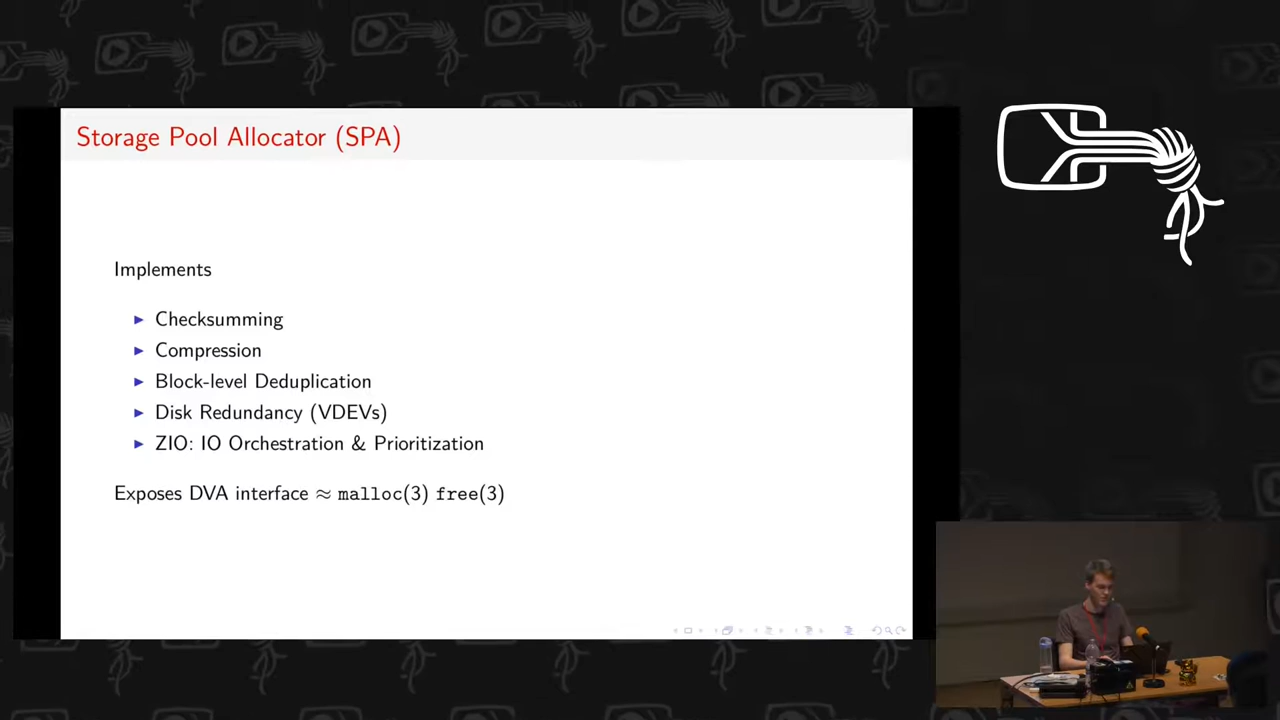 Storage Pool Allocator (SPA)
Implements
▶ Checksumming
▶ Compression
▶ Block-level Deduplication
▶ Disk Redundancy (VDEVs)
▶ ZIO: IO Orchestration & Prioritization
Exposes DVA interface ≈ malloc(3) free(3)